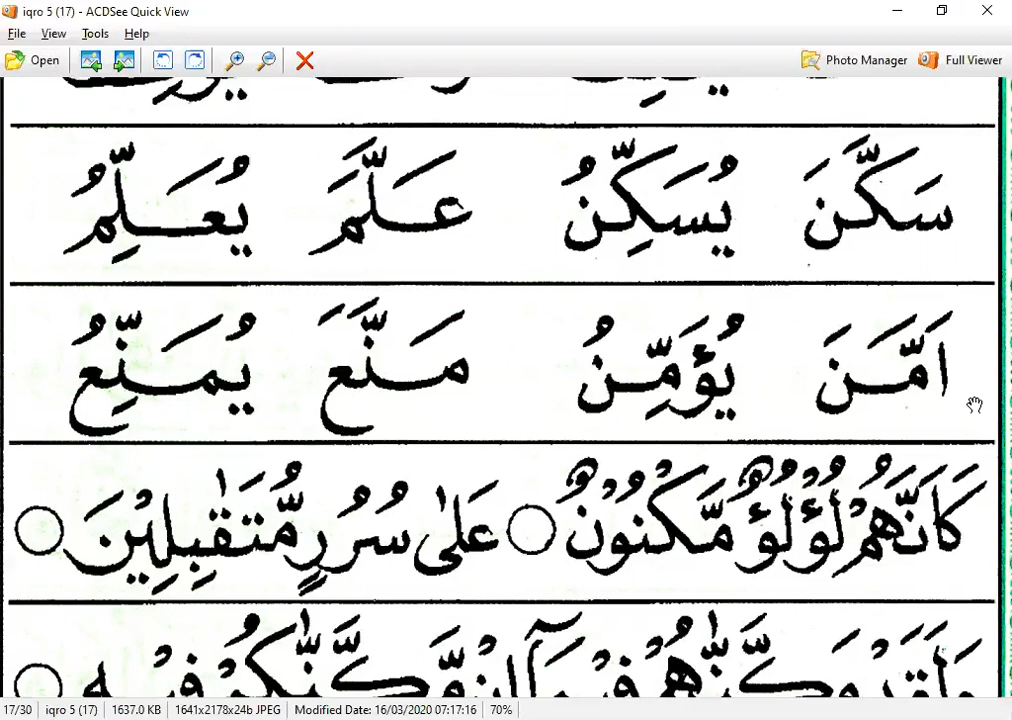 iqro 5 (17) - ACDSee Quick View
File View Tools Help
Open Photo Manager Full Viewer
سَكَّنَ يُسَكِّنُ عَلَّمَ يُعَلِّمُ
اَمَّنَ يُؤَمِّنُ مَنَّعَ يُمَنِّعُ
كَاَنَّهُمْ لُؤْلُؤٌ مَّكْنُوْنٌ عَلٰى سُرُرٍ مُّتَقٰبِلِيْنَ
وَلَقَدْ مَكَّنّٰهُمْ فِيْمَآ اِنْ مَّكَّنّٰكُمْ فِيْهِ
17/30 iqro 5 (17) 1637.0 KB 1641x2178x24b JPEG Modified Date: 16/03/2020 07:17:16 70%